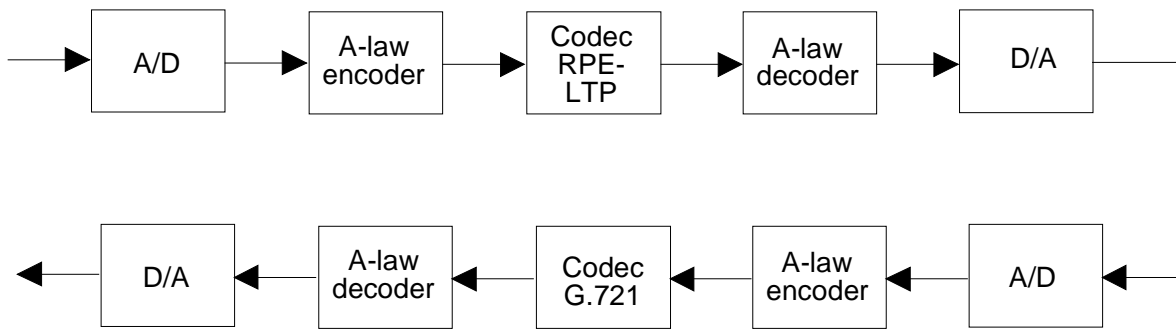 A/D
A-law
encoder
Codec
RPE-
LTP
A-law
decoder
D/A
D/A
A-law
decoder
Codec
G.721
A-law
encoder
A/D